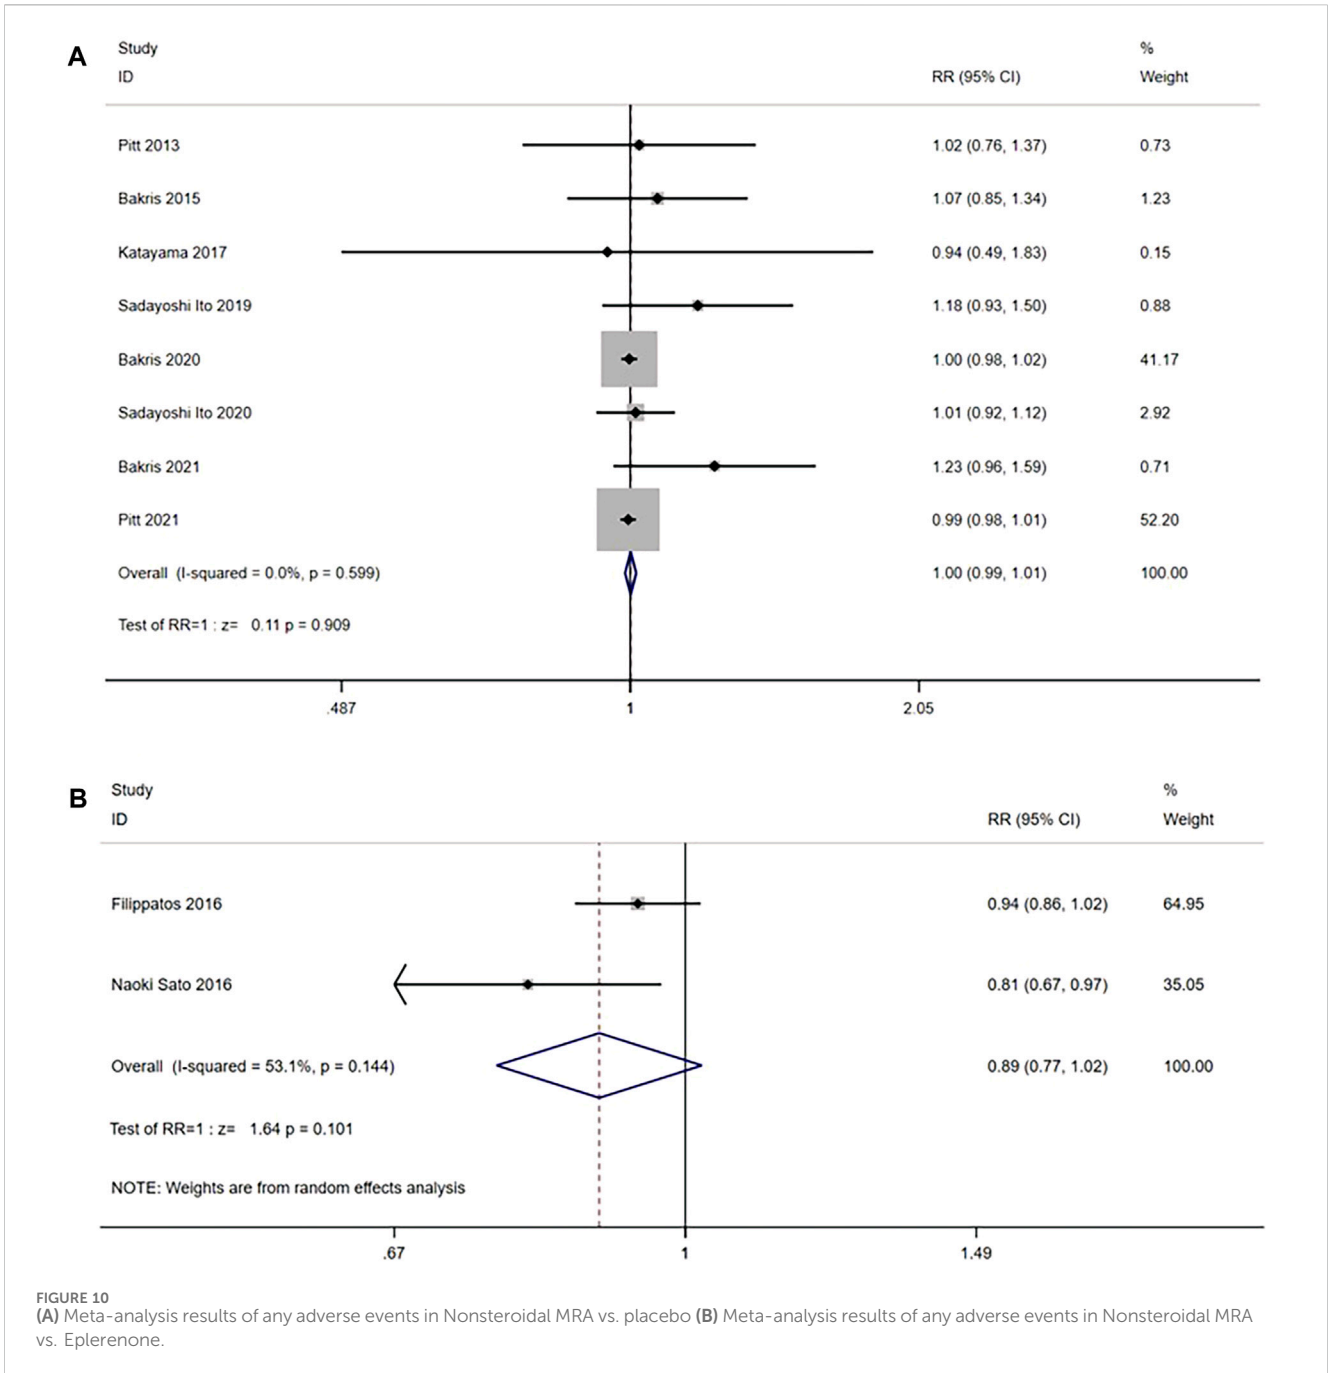 A
Study %
ID RR (95% CI) Weight
Pitt 2013 1.02 (0.76, 1.37) 0.73
Bakris 2015 1.07 (0.85, 1.34) 1.23
Katayama 2017 0.94 (0.49, 1.83) 0.15
Sadayoshi Ito 2019 1.18 (0.93, 1.50) 0.88
Bakris 2020 1.00 (0.98, 1.02) 41.17
Sadayoshi Ito 2020 1.01 (0.92, 1.12) 2.92
Bakris 2021 1.23 (0.96, 1.59) 0.71
Pitt 2021 0.99 (0.98, 1.01) 52.20
Overall (I-squared = 0.0%, p = 0.599) 1.00 (0.99, 1.01) 100.00
Test of RR=1 : z= 0.11 p = 0.909
.487 1 2.05
B
Study %
ID RR (95% CI) Weight
Filippatos 2016 0.94 (0.86, 1.02) 64.95
Naoki Sato 2016 0.81 (0.67, 0.97) 35.05
Overall (I-squared = 53.1%, p = 0.144) 0.89 (0.77, 1.02) 100.00
Test of RR=1 : z= 1.64 p = 0.101
NOTE: Weights are from random effects analysis
.67 1 1.49
FIGURE 10
(A) Meta-analysis results of any adverse events in Nonsteroidal MRA vs. placebo (B) Meta-analysis results of any adverse events in Nonsteroidal MRA
vs. Eplerenone.